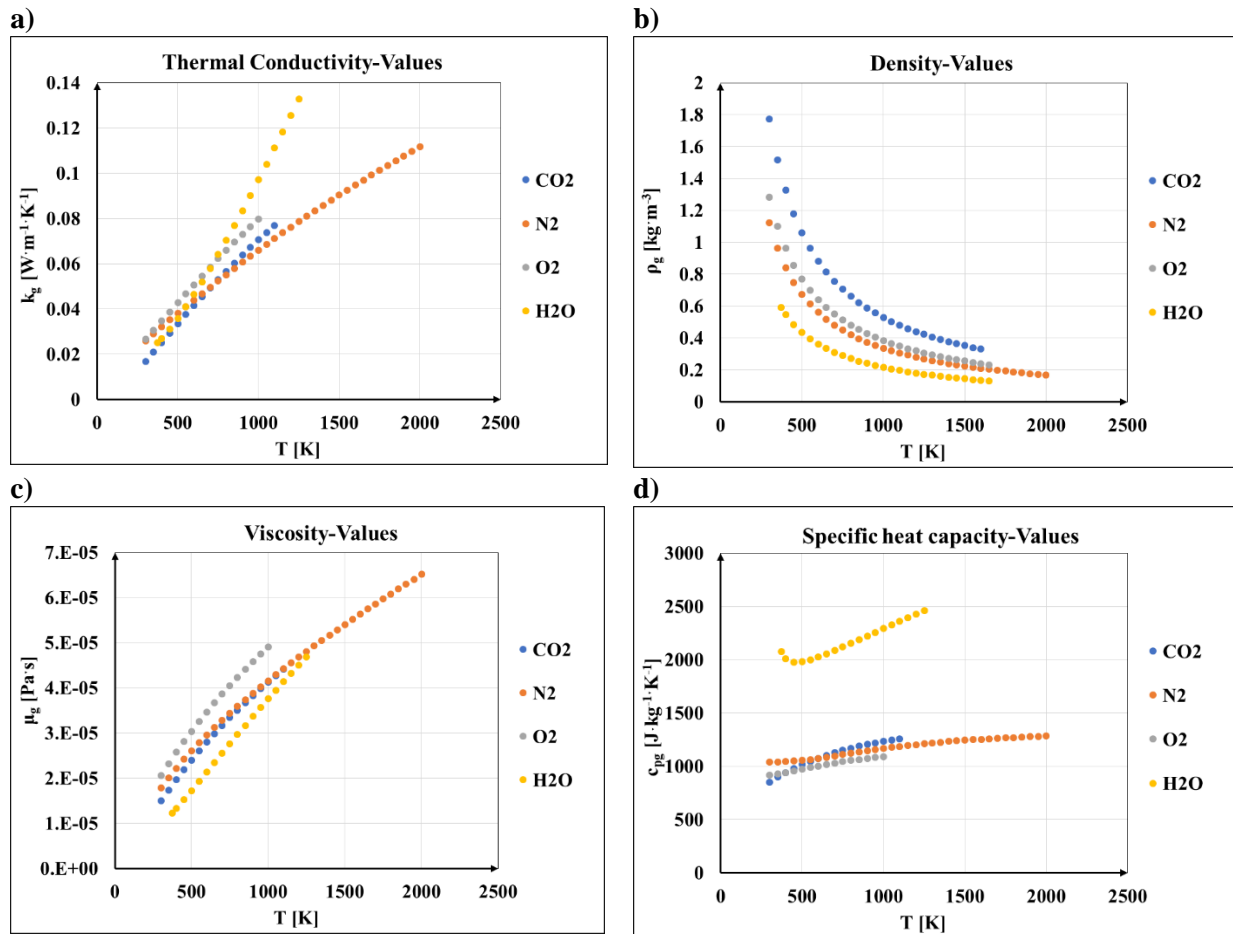 a)
Thermal Conductivity-Values
0.14
0.12
0.1
0.08
0.06
0.04
0.02
0
kg [W·m-1·K-1]
0
500
1000
1500
2000
2500
T [K]
CO2
N2
O2
H2O
b)
Density-Values
2
1.8
1.6
1.4
1.2
1
0.8
0.6
0.4
0.2
0
ρg [kg·m-3]
0
500
1000
1500
2000
2500
T [K]
CO2
N2
O2
H2O
c)
Viscosity-Values
7.E-05
6.E-05
5.E-05
4.E-05
3.E-05
2.E-05
1.E-05
0.E+00
μg [Pa·s]
0
500
1000
1500
2000
2500
T [K]
CO2
N2
O2
H2O
d)
Specific heat capacity-Values
3000
2500
2000
1500
1000
500
0
cpg [J·kg-1·K-1]
0
500
1000
1500
2000
2500
T [K]
CO2
N2
O2
H2O